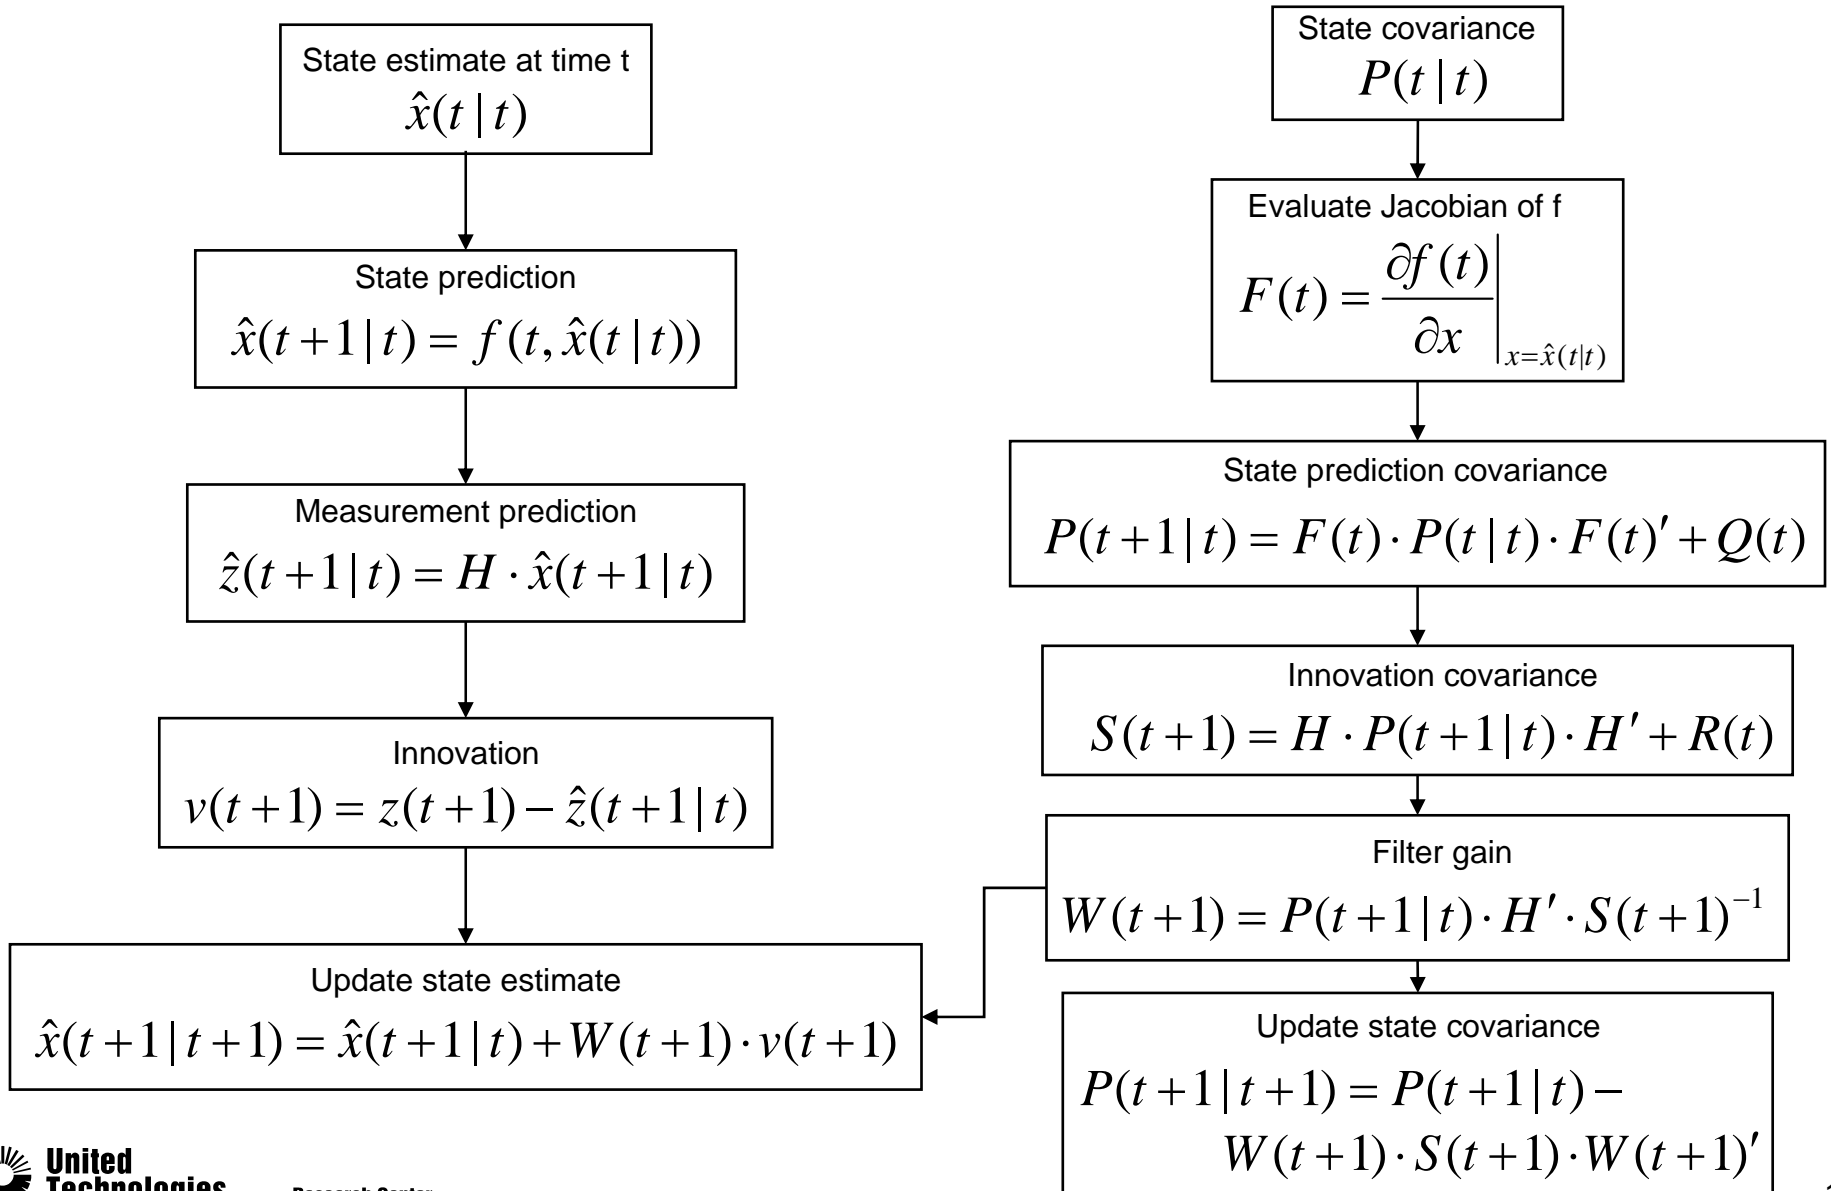 State estimate at time t
x̂(t | t)
State prediction
x̂(t+1 | t) = f(t, x̂(t | t))
Measurement prediction
ẑ(t+1 | t) = H · x̂(t+1 | t)
Innovation
v(t+1) = z(t+1) − ẑ(t+1 | t)
Update state estimate
x̂(t+1 | t+1) = x̂(t+1 | t) + W(t+1) · v(t+1)
State covariance
P(t | t)
Evaluate Jacobian of f
F(t) = ∂f(t)/∂x |x=x̂(t|t)
State prediction covariance
P(t+1 | t) = F(t) · P(t | t) · F(t)′ + Q(t)
Innovation covariance
S(t+1) = H · P(t+1 | t) · H′ + R(t)
Filter gain
W(t+1) = P(t+1 | t) · H′ · S(t+1)⁻¹
Update state covariance
P(t+1 | t+1) = P(t+1 | t) −
W(t+1) · S(t+1) · W(t+1)′
United
Technologies
Research Center